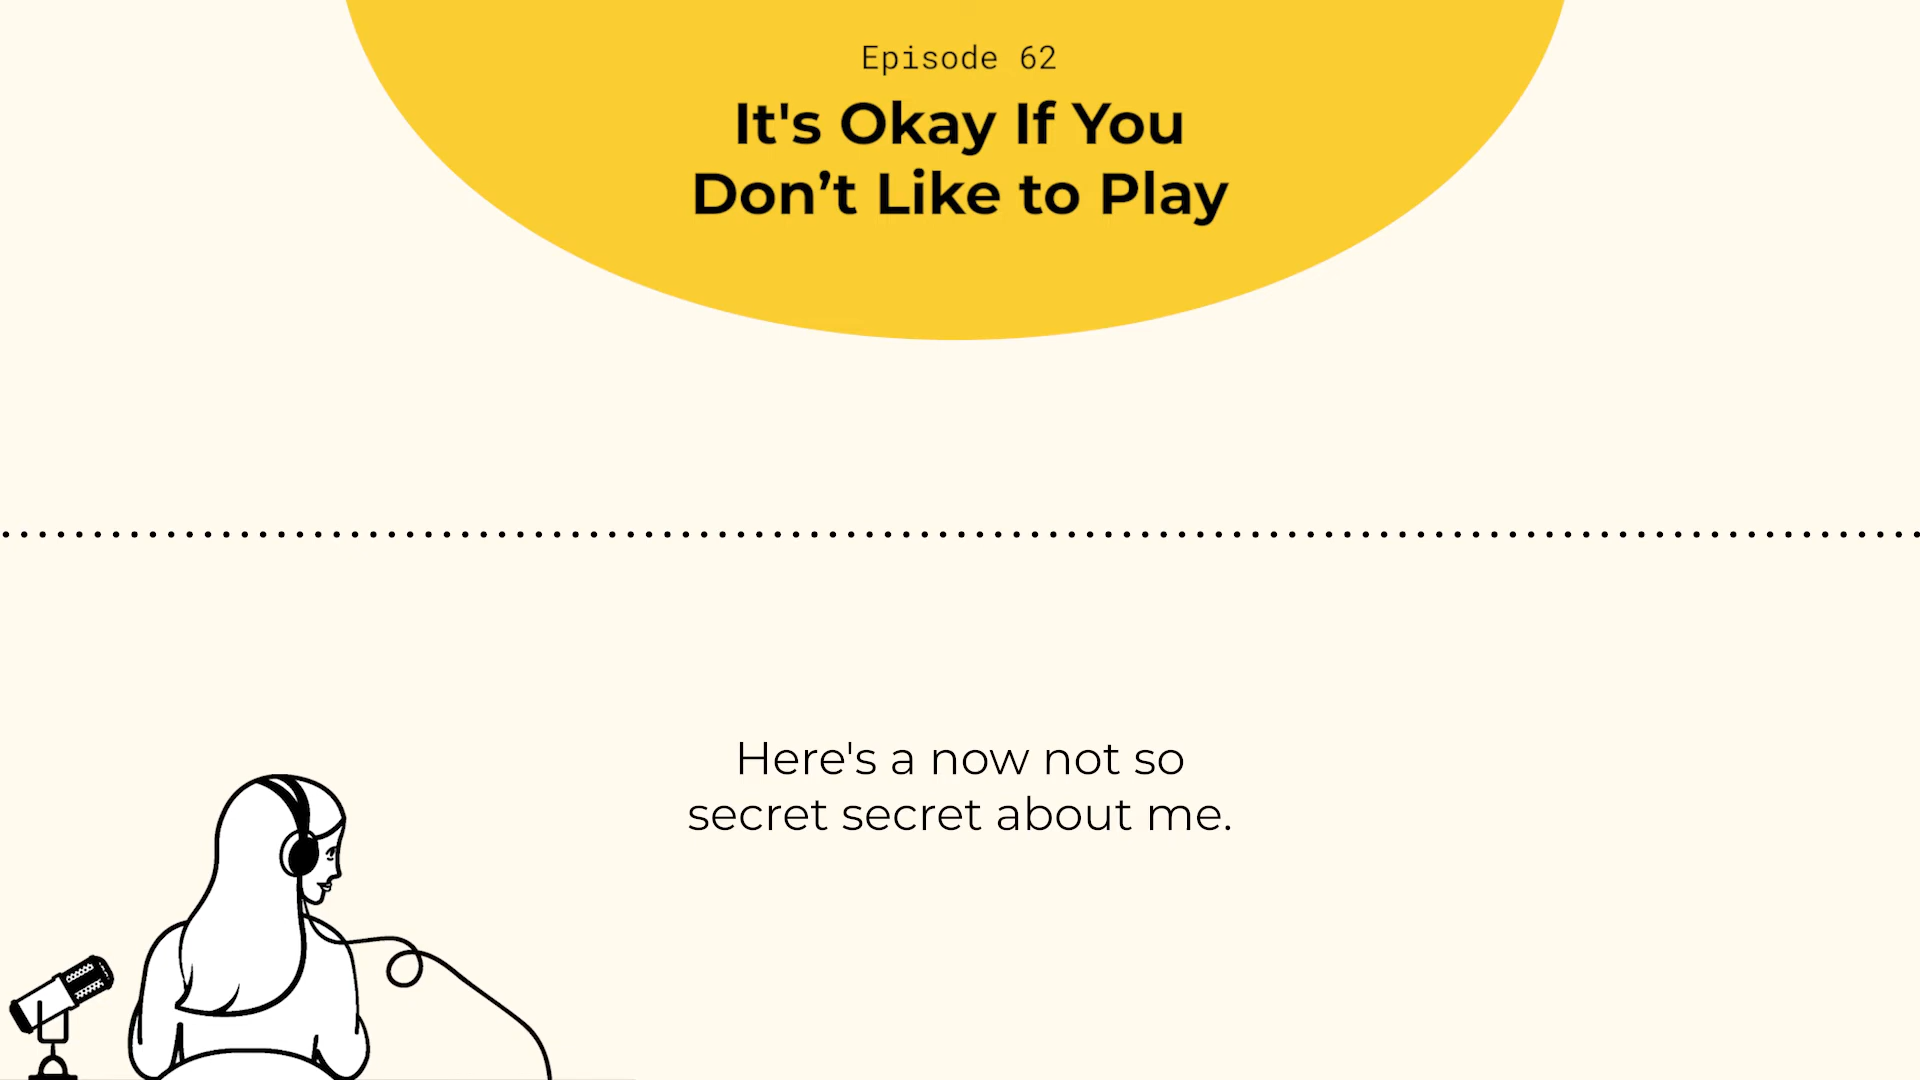 Episode 62
It's Okay If You
Don’t Like to Play
Here's a now not so
secret secret about me.